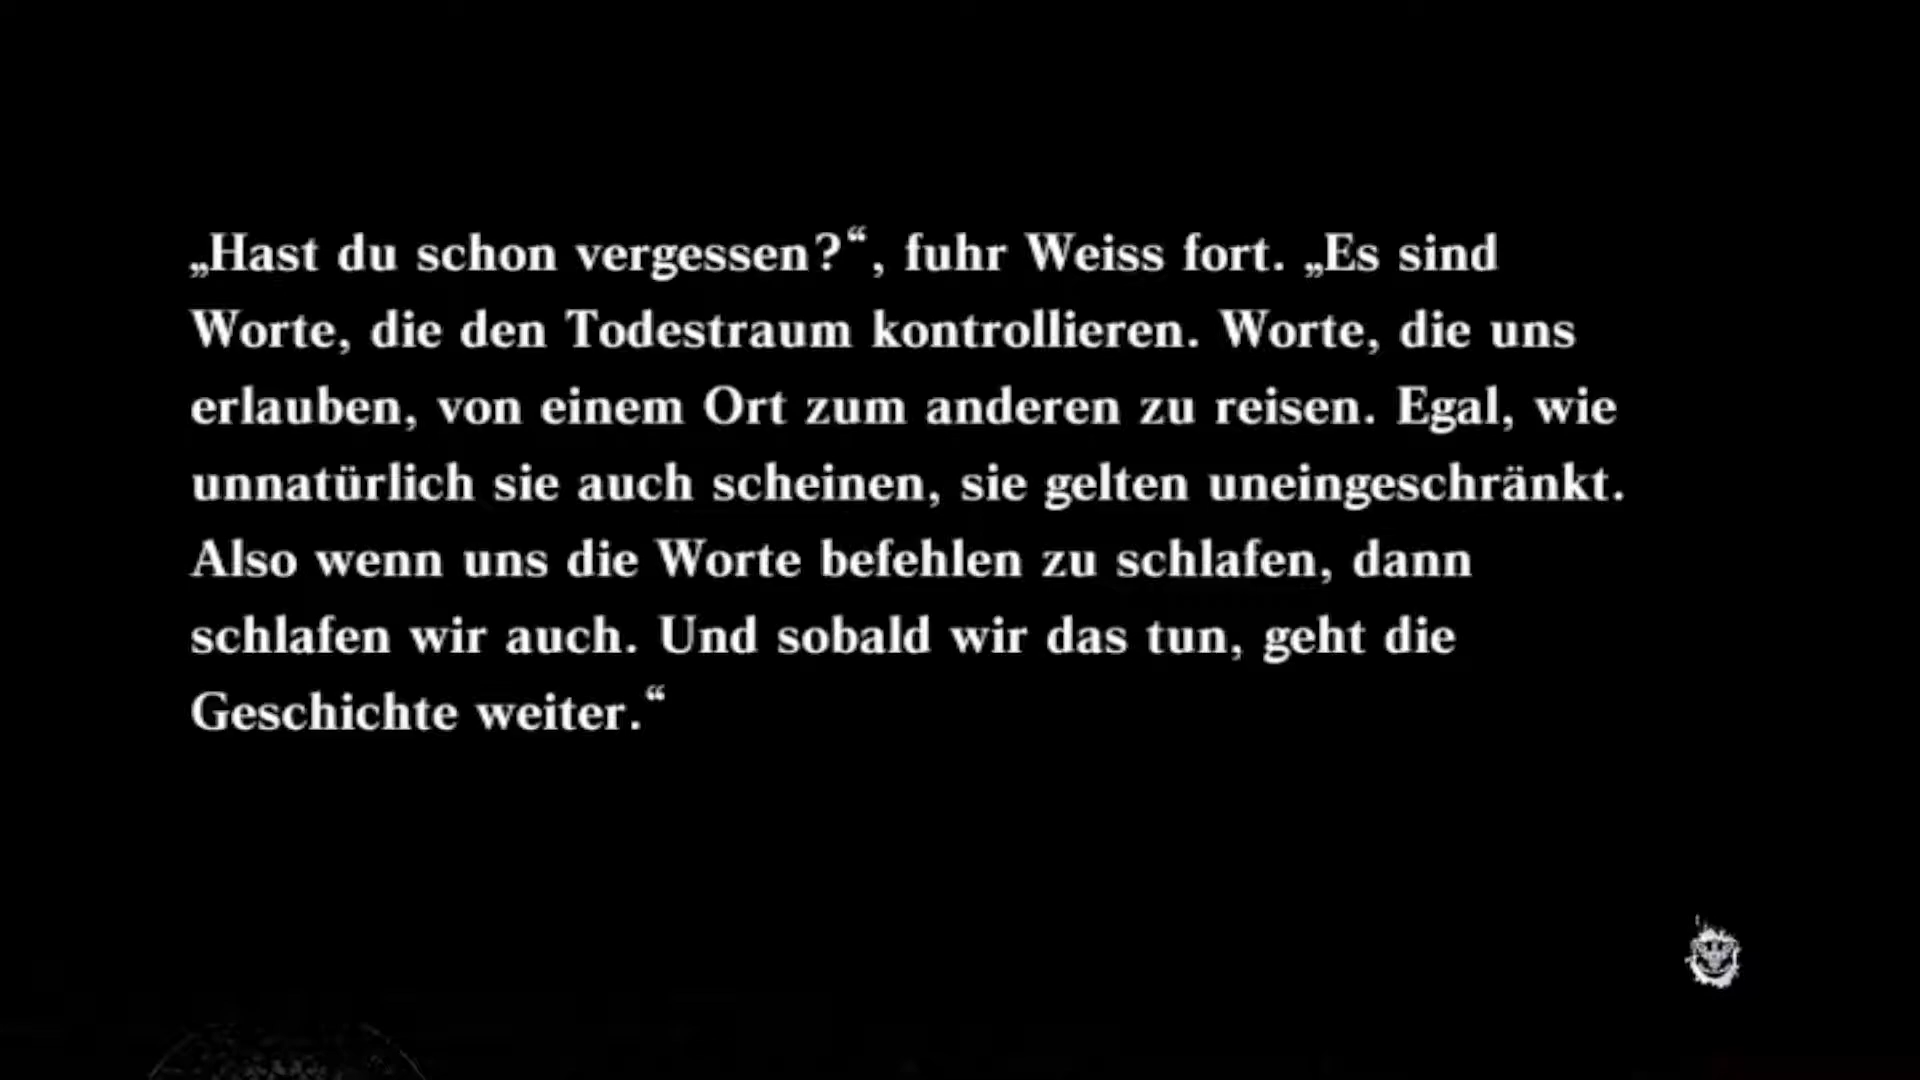 „Hast du schon vergessen?“, fuhr Weiss fort. „Es sind
Worte, die den Todestraum kontrollieren. Worte, die uns
erlauben, von einem Ort zum anderen zu reisen. Egal, wie
unnatürlich sie auch scheinen, sie gelten uneingeschränkt.
Also wenn uns die Worte befehlen zu schlafen, dann
schlafen wir auch. Und sobald wir das tun, geht die
Geschichte weiter.“